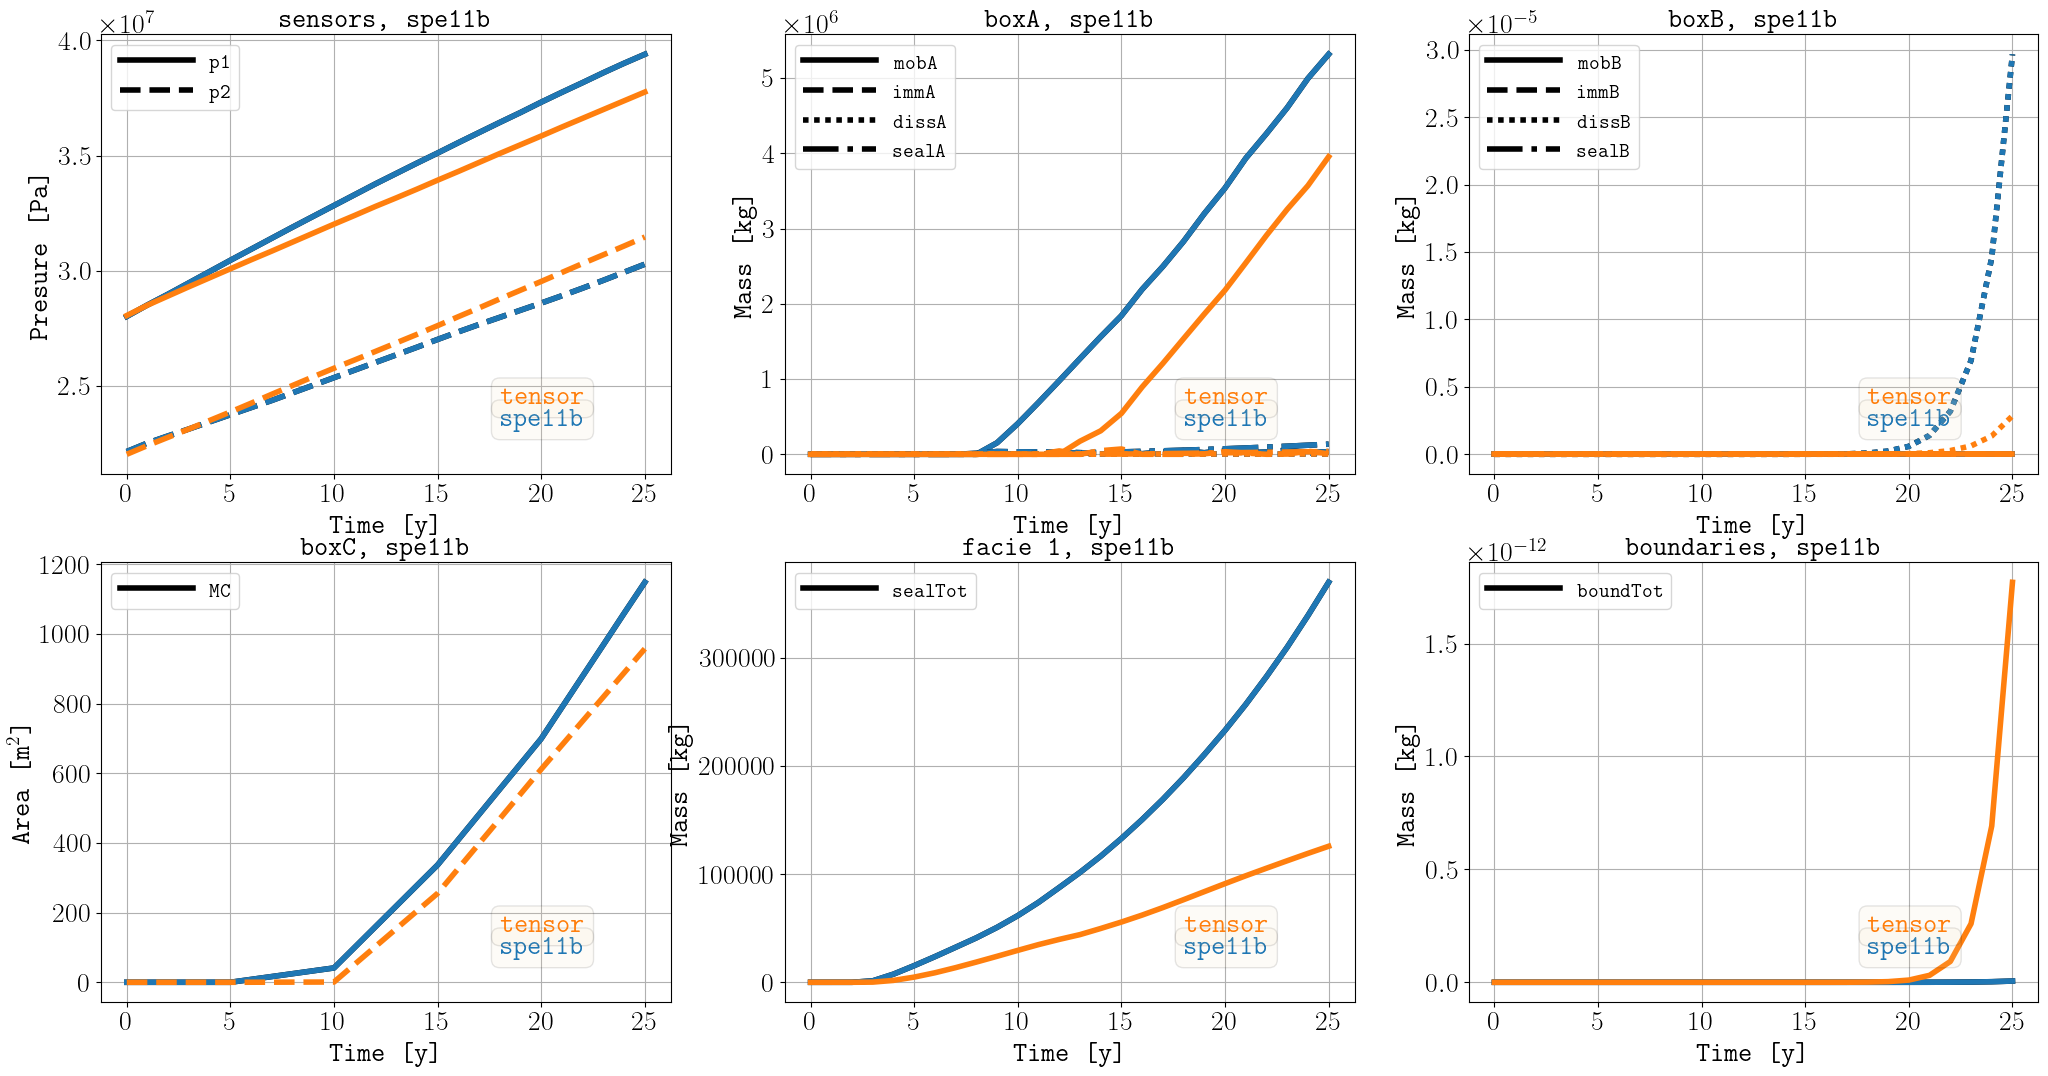 ×10⁷
sensors, spe11b
p1
p2
4.0
3.5
3.0
2.5
Presure [Pa]
tensor
spe11b
0 5 10 15 20 25
Time [y]
×10⁶
boxA, spe11b
mobA
immA
dissA
sealA
5
4
3
2
1
0
Mass [kg]
tensor
spe11b
0 5 10 15 20 25
Time [y]
×10⁻⁵
boxB, spe11b
mobB
immB
dissB
sealB
3.0
2.5
2.0
1.5
1.0
0.5
0.0
Mass [kg]
tensor
spe11b
0 5 10 15 20 25
Time [y]
boxC, spe11b
MC
1200
1000
800
600
400
200
0
Area [m²]
tensor
spe11b
0 5 10 15 20 25
Time [y]
facie 1, spe11b
sealTot
300000
200000
100000
0
Mass [kg]
tensor
spe11b
0 5 10 15 20 25
Time [y]
×10⁻¹²
boundaries, spe11b
boundTot
1.5
1.0
0.5
0.0
Mass [kg]
tensor
spe11b
0 5 10 15 20 25
Time [y]